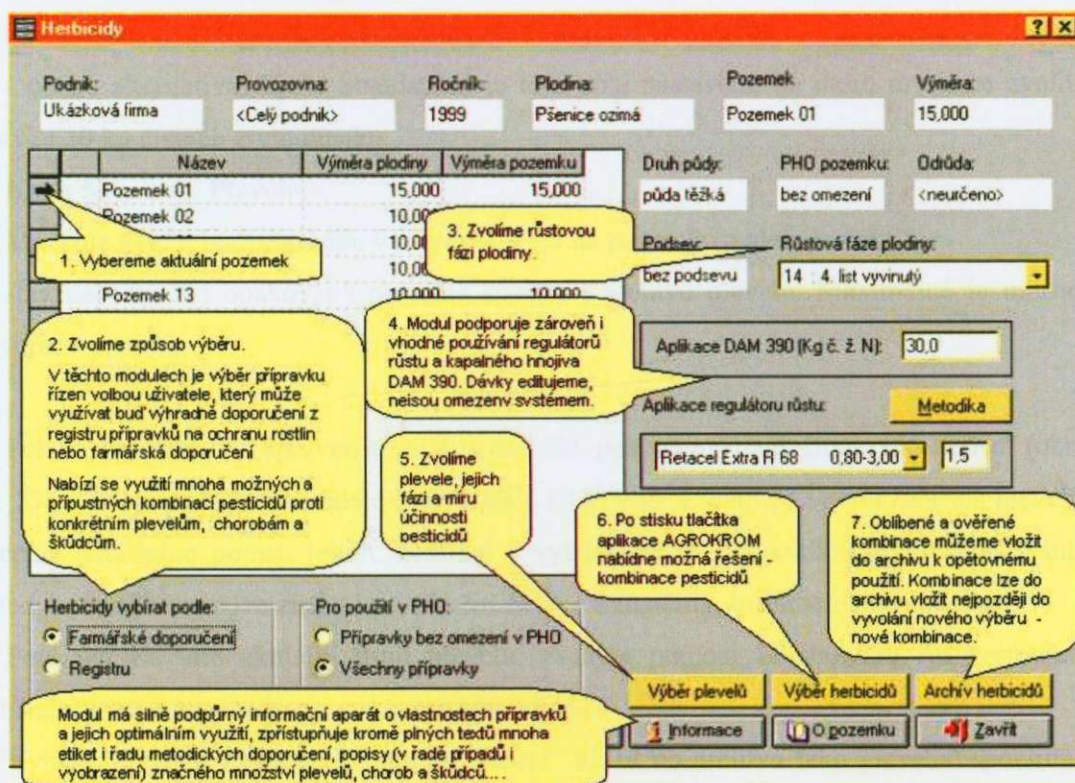 Herbicidy
Podnik: Provozovna: Ročník: Plodina: Pozemek Výměra:
Ukázková firma <Celý podnik> 1999 Pšenice ozimá Pozemek 01 15,000
Název Výměra plodiny Výměra pozemku
Pozemek 01 15,000 15,000
Pozemek 02 10,000
10,00
10,00
Pozemek 13 10,000 10,000
Druh půdy: PHO pozemku: Odrůda:
půda těžká bez omezení <neurčeno>
Podsev: Růstová fáze plodiny:
bez podsevu 14 : 4. list vyvinutý
1. Vybereme aktuální pozemek
3. Zvolíme růstovou
fázi plodiny.
2. Zvolíme způsob výběru.
V těchto modulech je výběr přípravku
řízen volbou uživatele, který může
využívat buď výhradně doporučení z
registru přípravků na ochranu rostlin
nebo farmářská doporučení
Nabízí se využití mnoha možných a
přípustných kombinací pesticidů proti
konkrétním plevelům, chorobám a
škůdcům.
4. Modul podporuje zároveň i
vhodné používání regulátorů
růstu a kapalného hnojiva
DAM 390. Dávky editujeme,
nejsou omezeny systémem.
Aplikace DAM 390 (Kg č. ž. N): 30,0
Aplikace regulátoru růstu: Metodika
Retacel Extra R 68 0,80-3,00 1,5
5. Zvolíme
plevele, jejich
fázi a míru
účinnosti
pesticidů
6. Po stisku tlačítka
aplikace AGROKROM
nabídne možná řešení -
kombinace pesticidů
7. Oblíbené a ověřené
kombinace můžeme vložit
do archivu k opětovnému
použití. Kombinace lze do
archivu vložit nejpozději do
vyvolání nového výběru -
nové kombinace.
Herbicidy vybírat podle: Pro použití v PHO:
Farmářské doporučení Přípravky bez omezení v PHO
Registru Všechny přípravky
Výběr plevelů Výběr herbicidů Archív herbicidů
Informace O pozemku Zavřít
Modul má silně podpůrný informační aparát o vlastnostech přípravků
a jejich optimálním využití, zpřístupňuje kromě plných textů mnoha
etiket i řadu metodických doporučení, popisy (v řadě případů i
vyobrazení) značného množství plevelů, chorob a škůdců... .